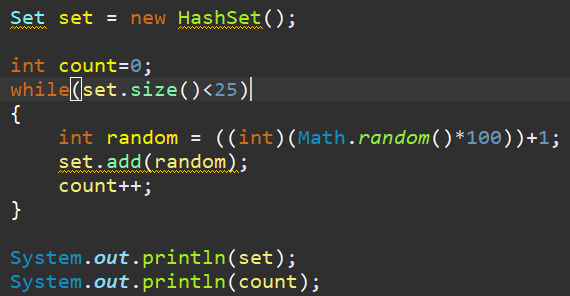 Set set = new HashSet();

int count=0;
while(set.size()<25)
{
    int random = ((int)(Math.random()*100))+1;
    set.add(random);
    count++;
}

System.out.println(set);
System.out.println(count);